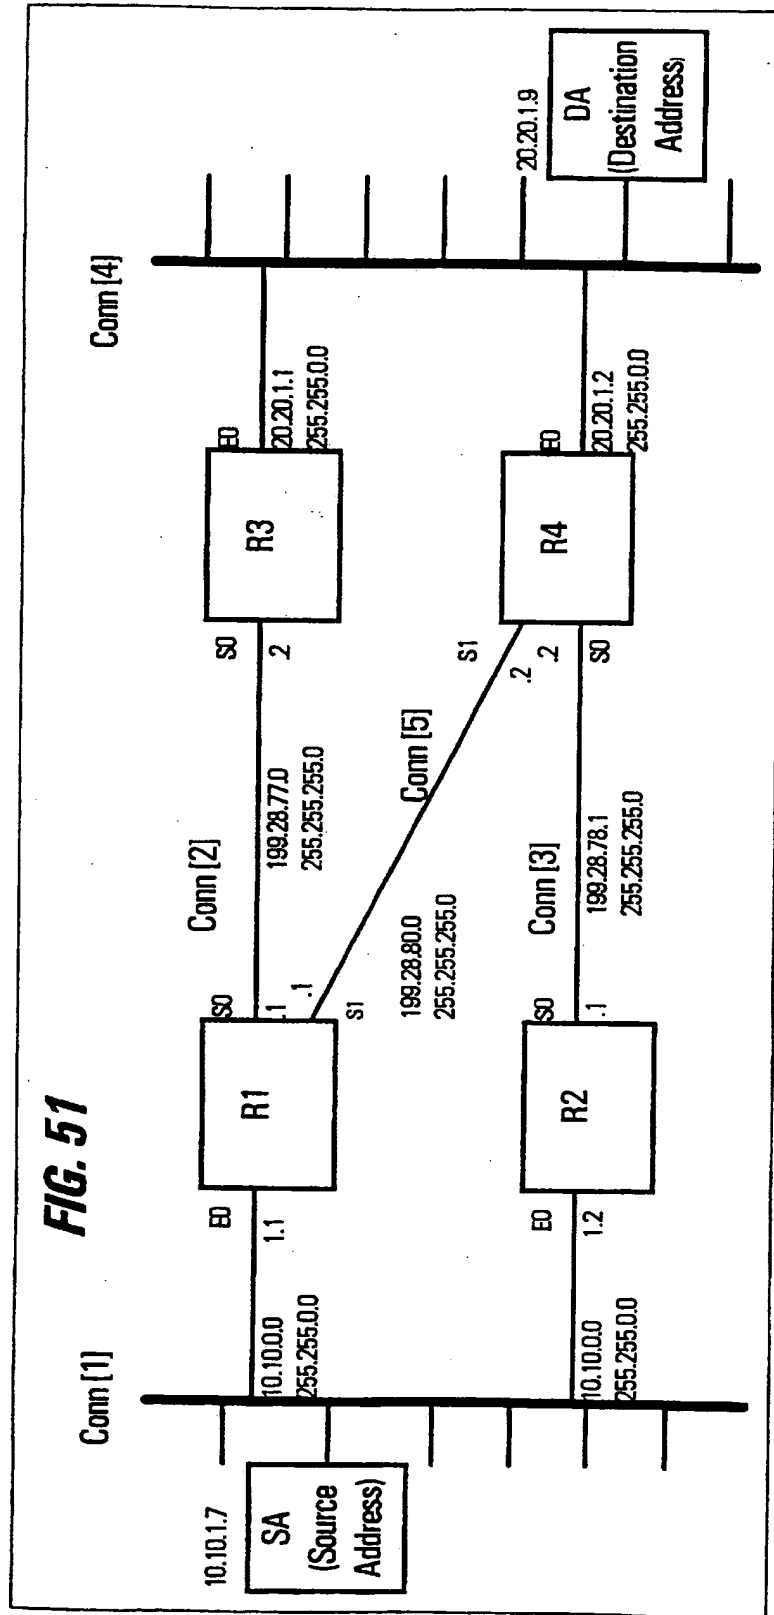 FIG. 51
Conn [1]
Conn [4]
10.10.1.7
SA
(Source
Address)
10.10.0.0
255.255.0.0
E0
1.1
R1
S0
.1
.1
S1
Conn [2]
199.28.77.0
255.255.255.0
S0
.2
R3
E0
20.20.1.1
255.255.0.0
199.28.80.0
255.255.255.0
Conn [5]
S1
.2
10.10.0.0
255.255.0.0
E0
1.2
R2
S0
.1
Conn [3]
199.28.78.1
255.255.255.0
.2
S0
R4
E0
20.20.1.2
255.255.0.0
20.20.1.9
DA
(Destination
Address)